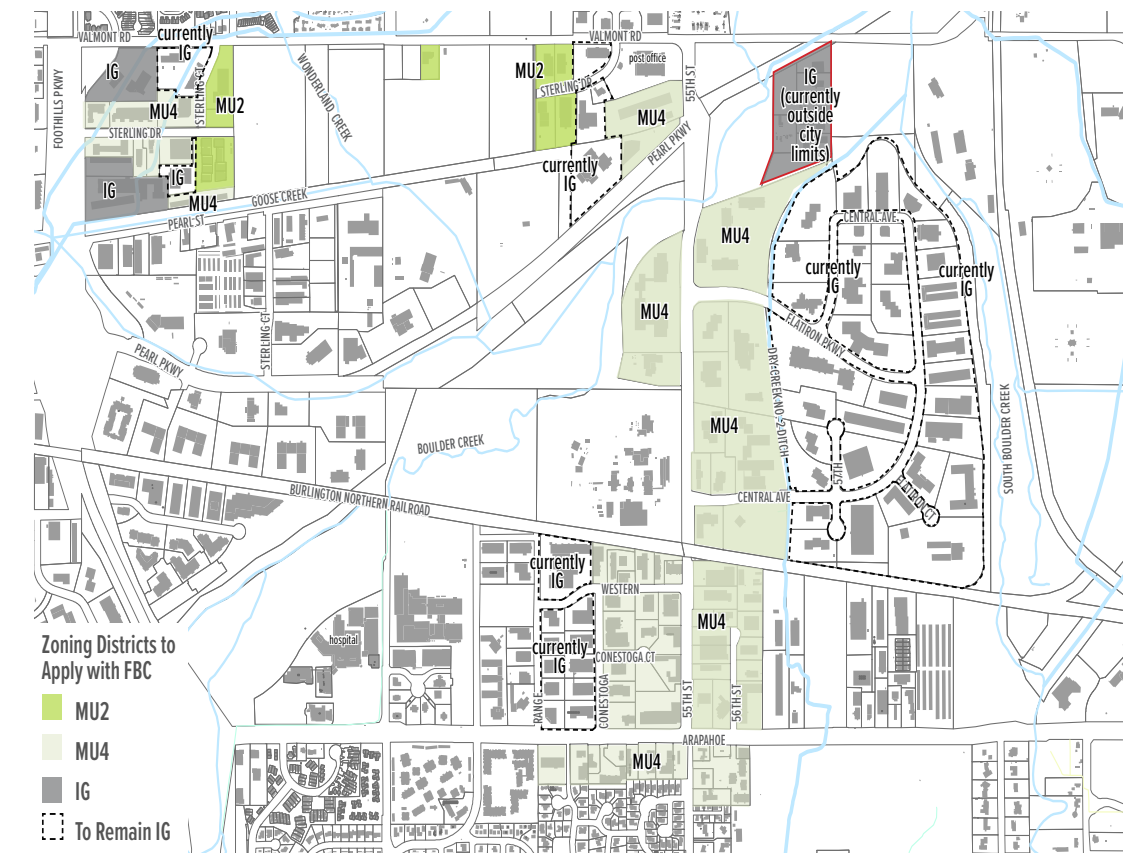 VALMONT RD
currently
IG
IG
FOOTHILLS PKWY
STERLING CT
MU4
MU2
STERLING DR
IG
IG
MU4
PEARL ST
GOOSE CREEK
WONDERLAND CREEK
VALMONT RD
MU2
STERLING DR
post office
MU4
currently
IG
PEARL PKWY
55TH ST
IG
(currently
outside
city
limits)
MU4
MU4
CENTRAL AVE
currently
IG
currently
IG
FLATIRON PKWY
DRY CREEK NO. 2 DITCH
MU4
57TH
CENTRAL AVE
SOUTH BOULDER CREEK
STERLING CT
PEARL PKWY
BOULDER CREEK
BURLINGTON NORTHERN RAILROAD
currently
IG
WESTERN
currently
IG
CONESTOGA CT
RANGE
CONESTOGA
MU4
55TH ST
56TH ST
hospital
ARAPAHOE
MU4
Zoning Districts to
Apply with FBC
MU2
MU4
IG
To Remain IG